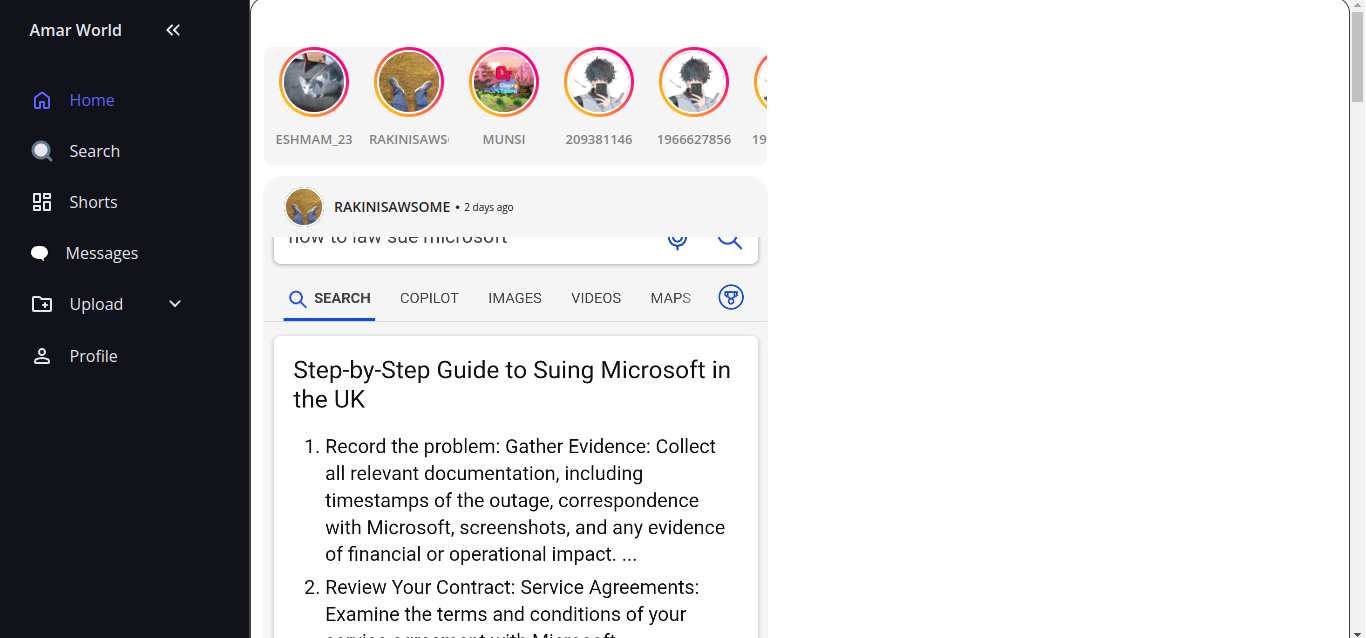 Amar World
Home
Search
Shorts
Messages
Upload
Profile
ESHMAM_23 RAKINISAWS MUNSI 209381146 1966627856 19
RAKINISAWSOME • 2 days ago
how to law sue microsoft
SEARCH COPILOT IMAGES VIDEOS MAPS
Step-by-Step Guide to Suing Microsoft in
the UK
1. Record the problem: Gather Evidence: Collect
all relevant documentation, including
timestamps of the outage, correspondence
with Microsoft, screenshots, and any evidence
of financial or operational impact. ...
2. Review Your Contract: Service Agreements:
Examine the terms and conditions of your
service agreement with Microsoft